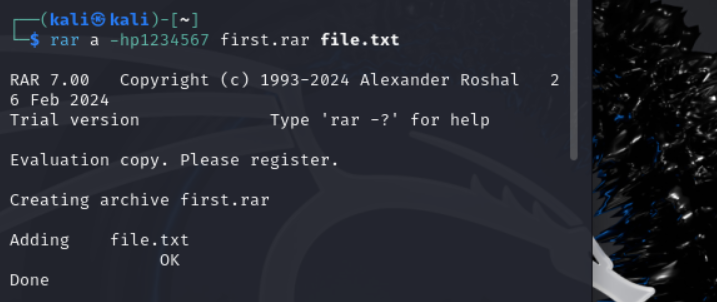 ┌──(kali㉿kali)-[~]
└─$ rar a -hp1234567 first.rar file.txt
RAR 7.00   Copyright (c) 1993-2024 Alexander Roshal   2
6 Feb 2024
Trial version             Type 'rar -?' for help
Evaluation copy. Please register.
Creating archive first.rar
Adding    file.txt
OK
Done